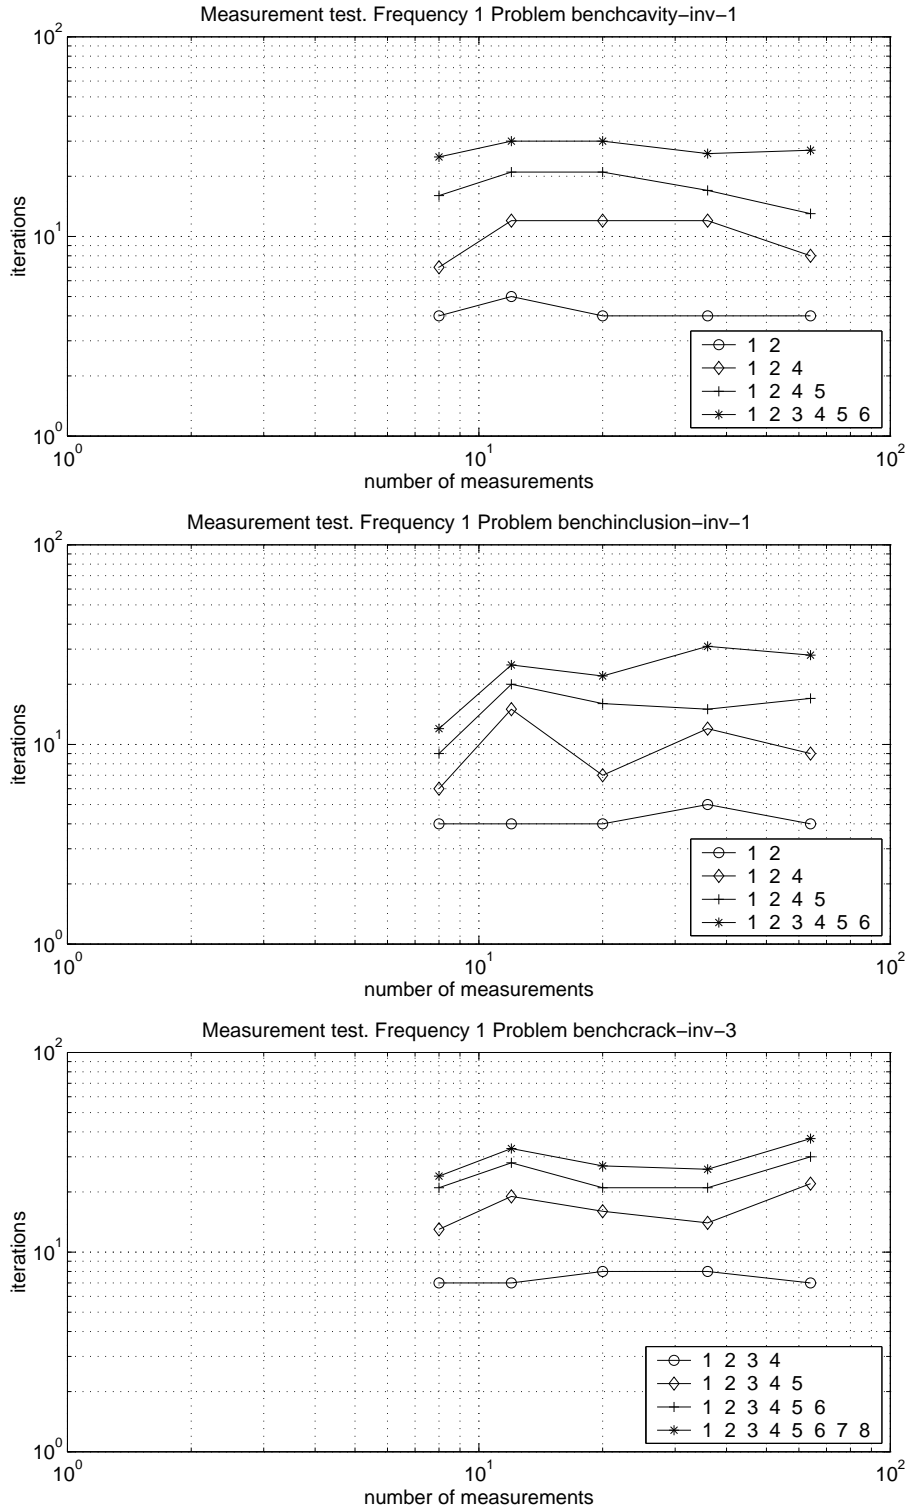 Measurement test. Frequency 1 Problem benchcavity−inv−1
10^2
10^1
10^0
iterations
1 2
1 2 4
1 2 4 5
1 2 3 4 5 6
10^0 10^1 10^2
number of measurements
Measurement test. Frequency 1 Problem benchinclusion−inv−1
10^2
10^1
10^0
iterations
1 2
1 2 4
1 2 4 5
1 2 3 4 5 6
10^0 10^1 10^2
number of measurements
Measurement test. Frequency 1 Problem benchcrack−inv−3
10^2
10^1
10^0
iterations
1 2 3 4
1 2 3 4 5
1 2 3 4 5 6
1 2 3 4 5 6 7 8
10^0 10^1 10^2
number of measurements